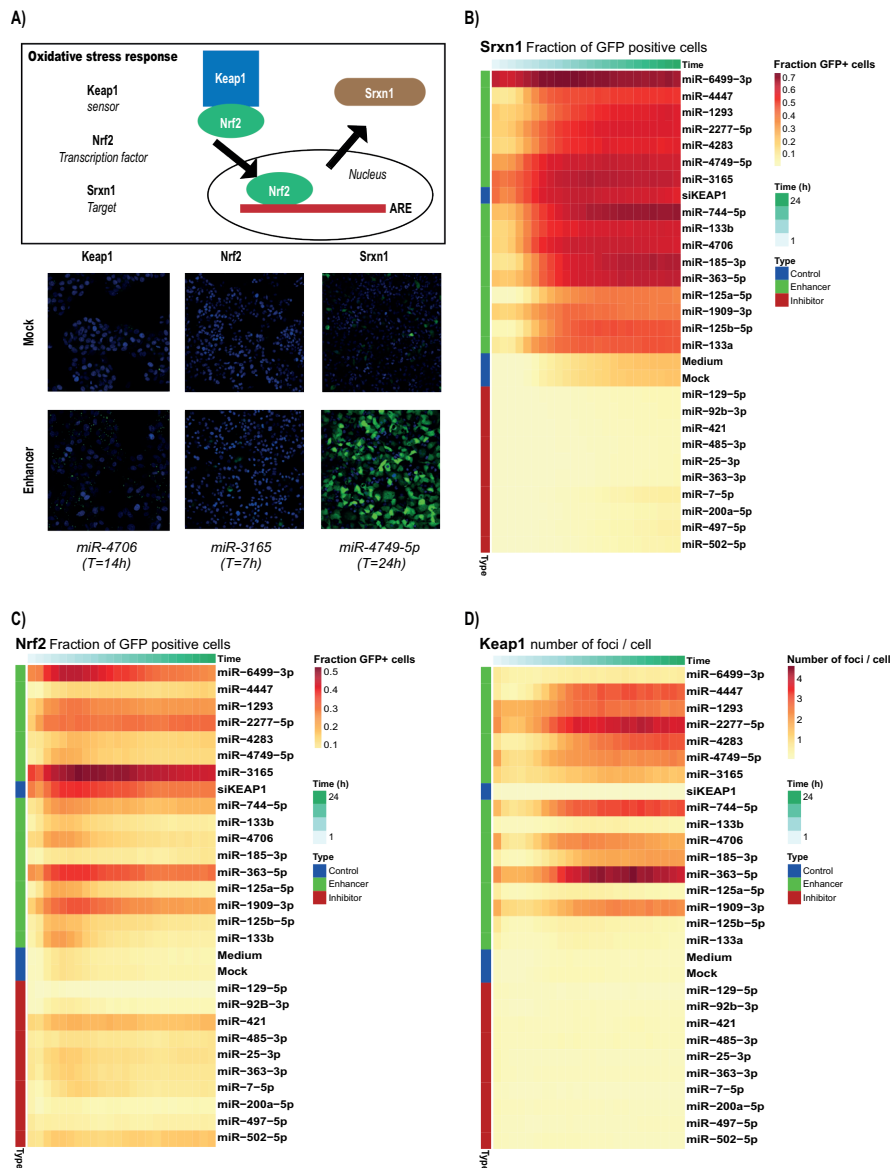 A)
Oxidative stress response
Keap1
sensor
Nrf2
Transcription factor
Srxn1
Target
Keap1
Nrf2
Srxn1
Nrf2
Nucleus
ARE
Keap1
Nrf2
Srxn1
Mock
Enhancer
miR-4706
(T=14h)
miR-3165
(T=7h)
miR-4749-5p
(T=24h)
B)
Srxn1 Fraction of GFP positive cells
Time
miR−6499−3p
miR−4447
miR−1293
miR−2277−5p
miR−4283
miR−4749−5p
miR−3165
siKEAP1
miR−744−5p
miR−133b
miR−4706
miR−185−3p
miR−363−5p
miR−125a−5p
miR−1909−3p
miR−125b−5p
miR−133a
Medium
Mock
miR−129−5p
miR−92b−3p
miR−421
miR−485−3p
miR−25−3p
miR−363−3p
miR−7−5p
miR−200a−5p
miR−497−5p
miR−502−5p
Type
Fraction GFP+ cells
0.7
0.6
0.5
0.4
0.3
0.2
0.1
Time (h)
24
1
Type
Control
Enhancer
Inhibitor
C)
Nrf2 Fraction of GFP positive cells
Time
miR−6499−3p
miR−4447
miR−1293
miR−2277−5p
miR−4283
miR−4749−5p
miR−3165
siKEAP1
miR−744−5p
miR−133b
miR−4706
miR−185−3p
miR−363−5p
miR−125a−5p
miR−1909−3p
miR−125b−5p
miR−133b
Medium
Mock
miR−129−5p
miR−92B−3p
miR−421
miR−485−3p
miR−25−3p
miR−363−3p
miR−7−5p
miR−200a−5p
miR−497−5p
miR−502−5p
Type
Fraction GFP+ cells
0.5
0.4
0.3
0.2
0.1
Time (h)
24
1
Type
Control
Enhancer
Inhibitor
D)
Keap1 number of foci / cell
Time
miR−6499−3p
miR−4447
miR−1293
miR−2277−5p
miR−4283
miR−4749−5p
miR−3165
siKEAP1
miR−744−5p
miR−133b
miR−4706
miR−185−3p
miR−363−5p
miR−125a−5p
miR−1909−3p
miR−125b−5p
miR−133a
Medium
Mock
miR−129−5p
miR−92b−3p
miR−421
miR−485−3p
miR−25−3p
miR−363−3p
miR−7−5p
miR−200a−5p
miR−497−5p
miR−502−5p
Type
Number of foci / cell
4
3
2
1
Time (h)
24
1
Type
Control
Enhancer
Inhibitor